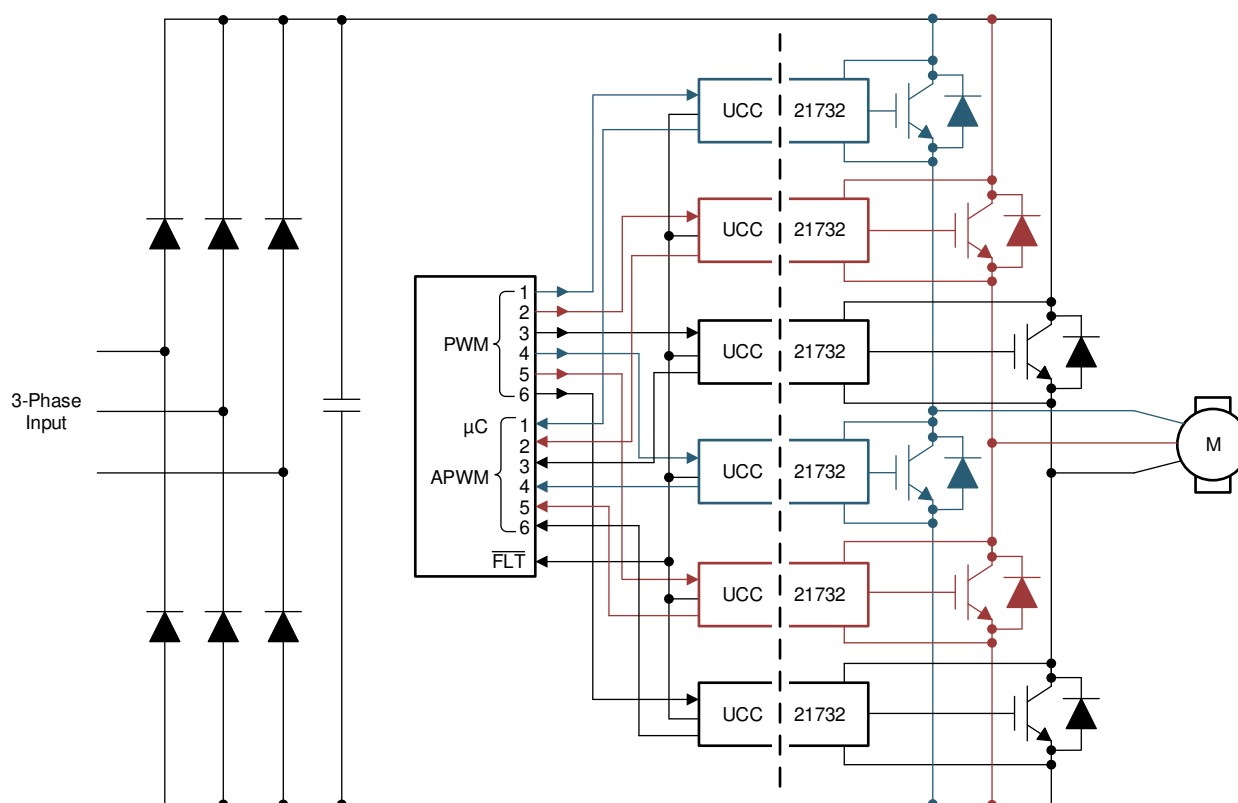 UCC 21732
UCC 21732
1
2
PWM 3
4
5
6
UCC 21732
3-Phase
Input
µC 1
2
APWM 3
4
5
6
M
UCC 21732
FLT
UCC 21732
UCC 21732